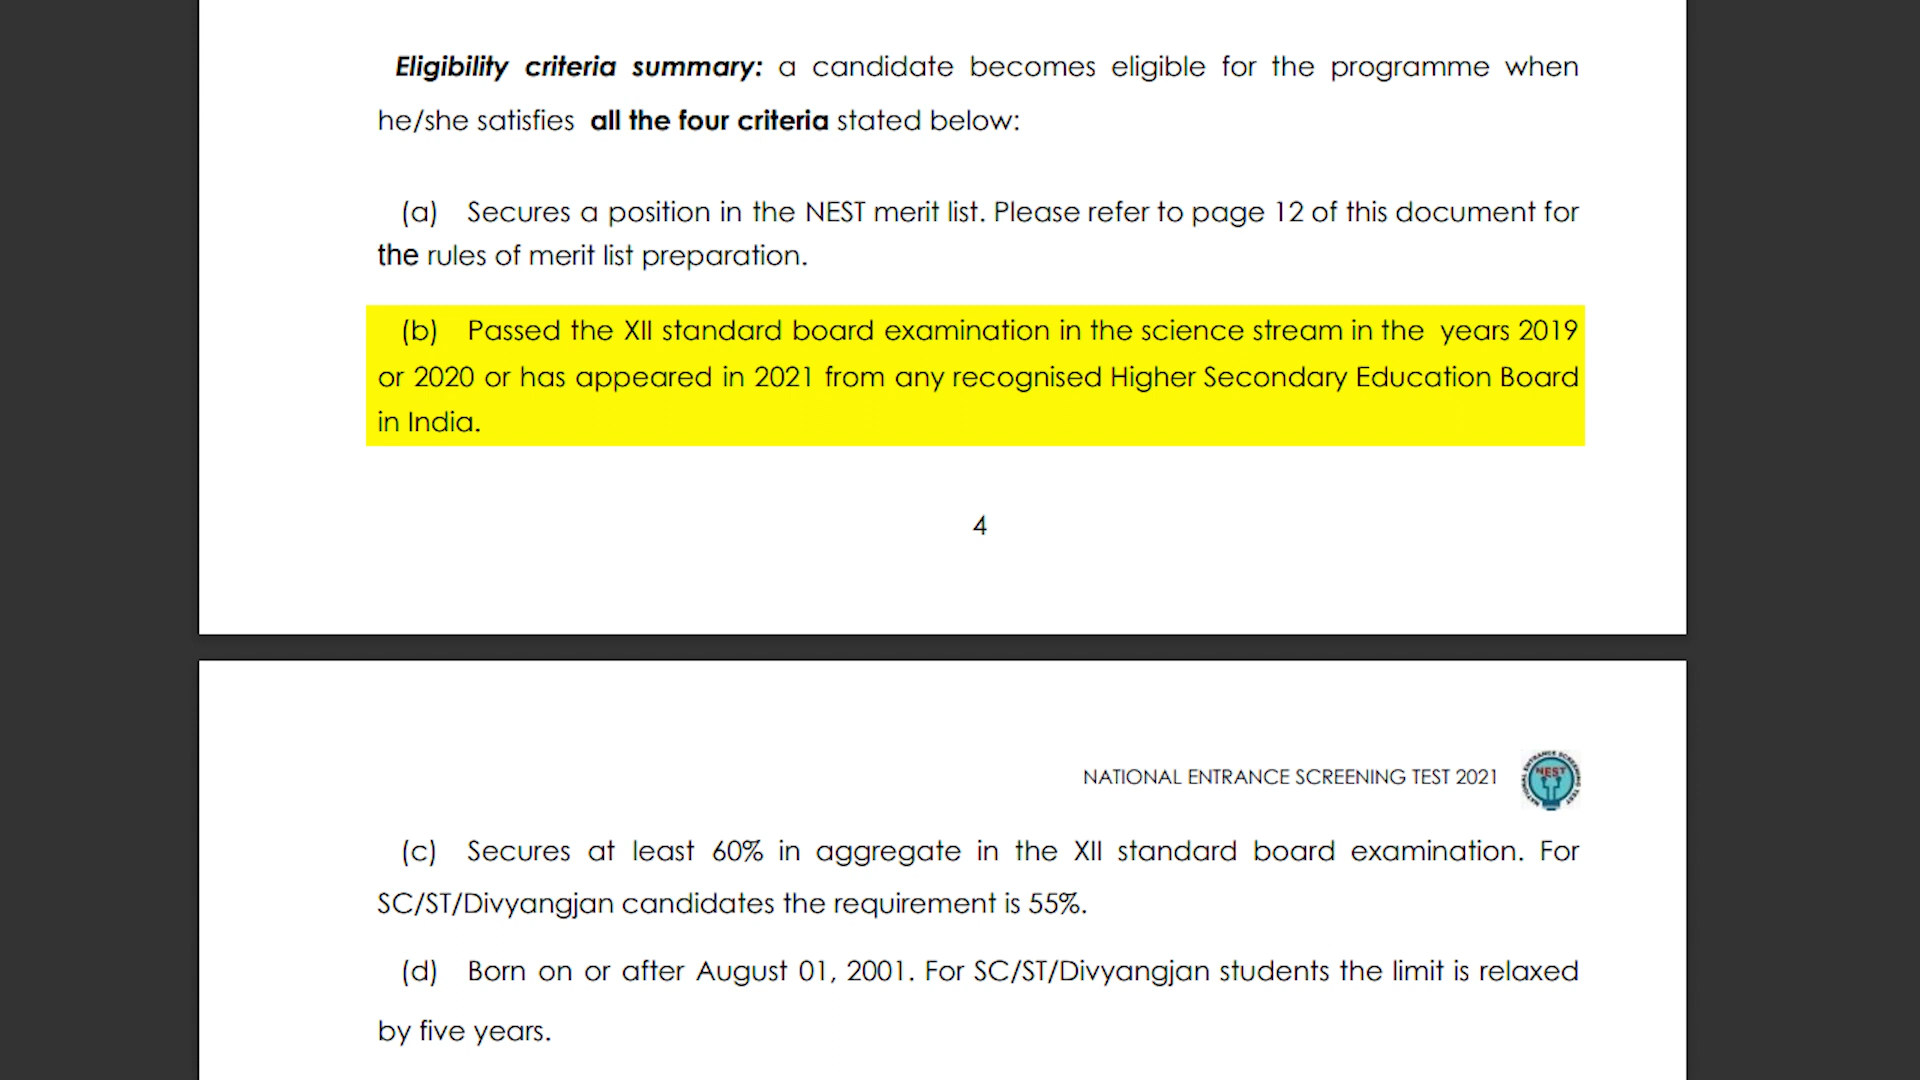 Eligibility criteria summary: a candidate becomes eligible for the programme when
he/she satisfies all the four criteria stated below:
(a) Secures a position in the NEST merit list. Please refer to page 12 of this document for
the rules of merit list preparation.
(b) Passed the XII standard board examination in the science stream in the years 2019
or 2020 or has appeared in 2021 from any recognised Higher Secondary Education Board
in India.
4
NATIONAL ENTRANCE SCREENING TEST 2021
NATIONAL ENTRANCE SCREENING TEST
NEST
(c) Secures at least 60% in aggregate in the XII standard board examination. For
SC/ST/Divyangjan candidates the requirement is 55%.
(d) Born on or after August 01, 2001. For SC/ST/Divyangjan students the limit is relaxed
by five years.